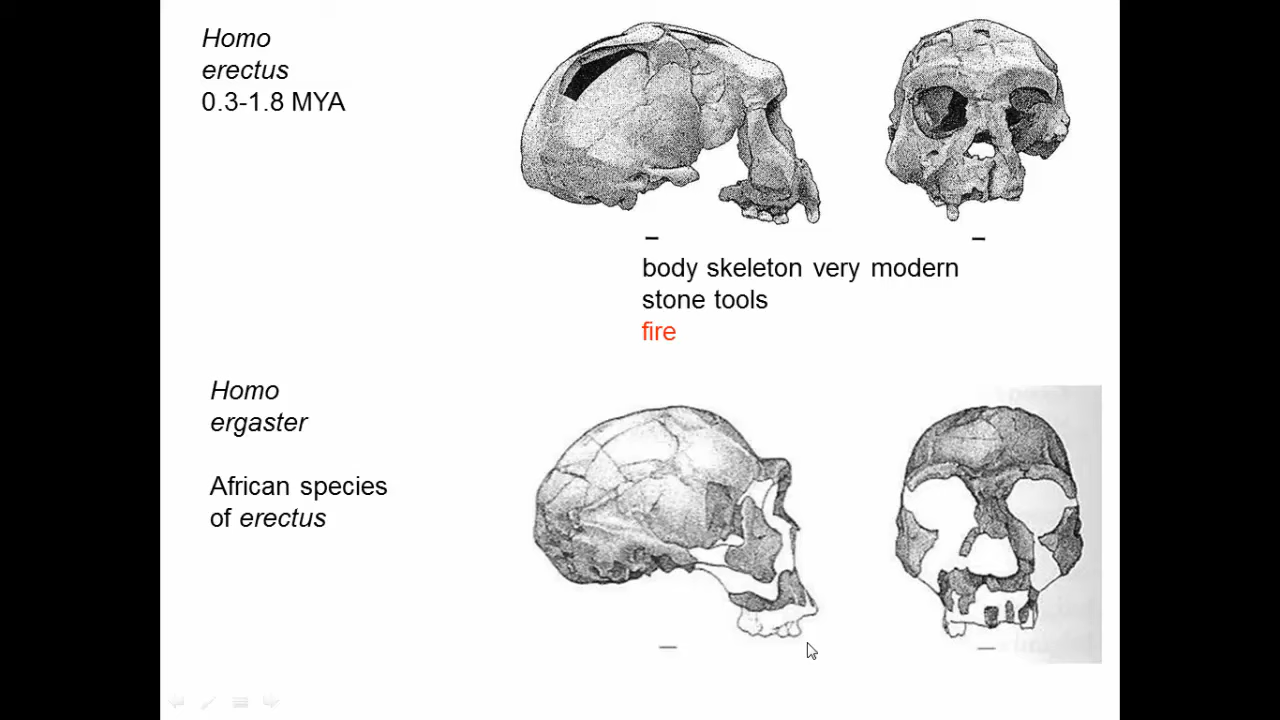 Homo
erectus
0.3-1.8 MYA
body skeleton very modern
stone tools
fire
Homo
ergaster
African species
of erectus